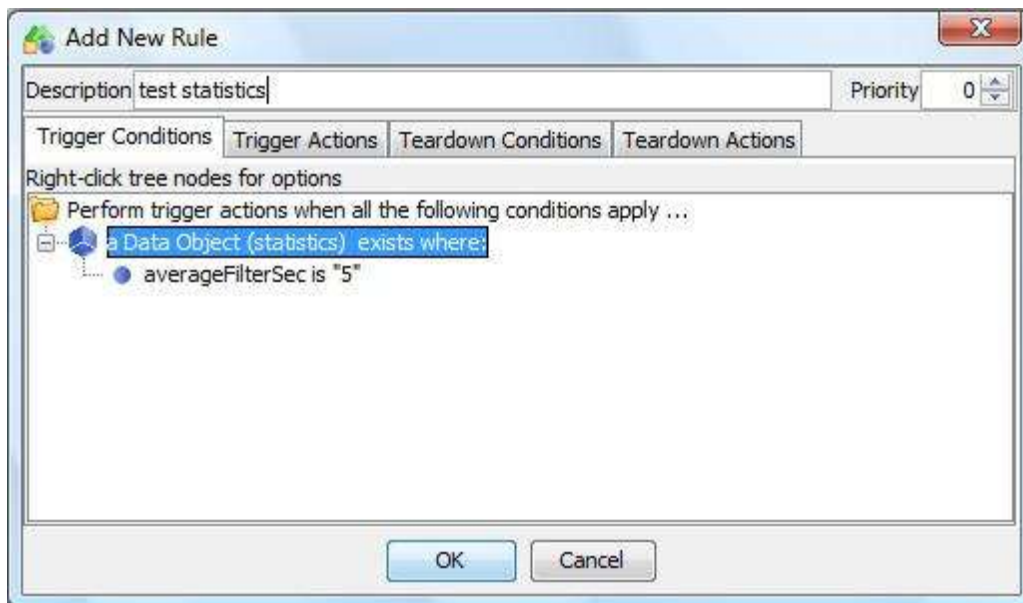 Add New Rule
Description test statistics Priority 0
Trigger Conditions Trigger Actions Teardown Conditions Teardown Actions
Right-click tree nodes for options
Perform trigger actions when all the following conditions apply ...
a Data Object (statistics) exists where:
averageFilterSec is "5"
OK Cancel